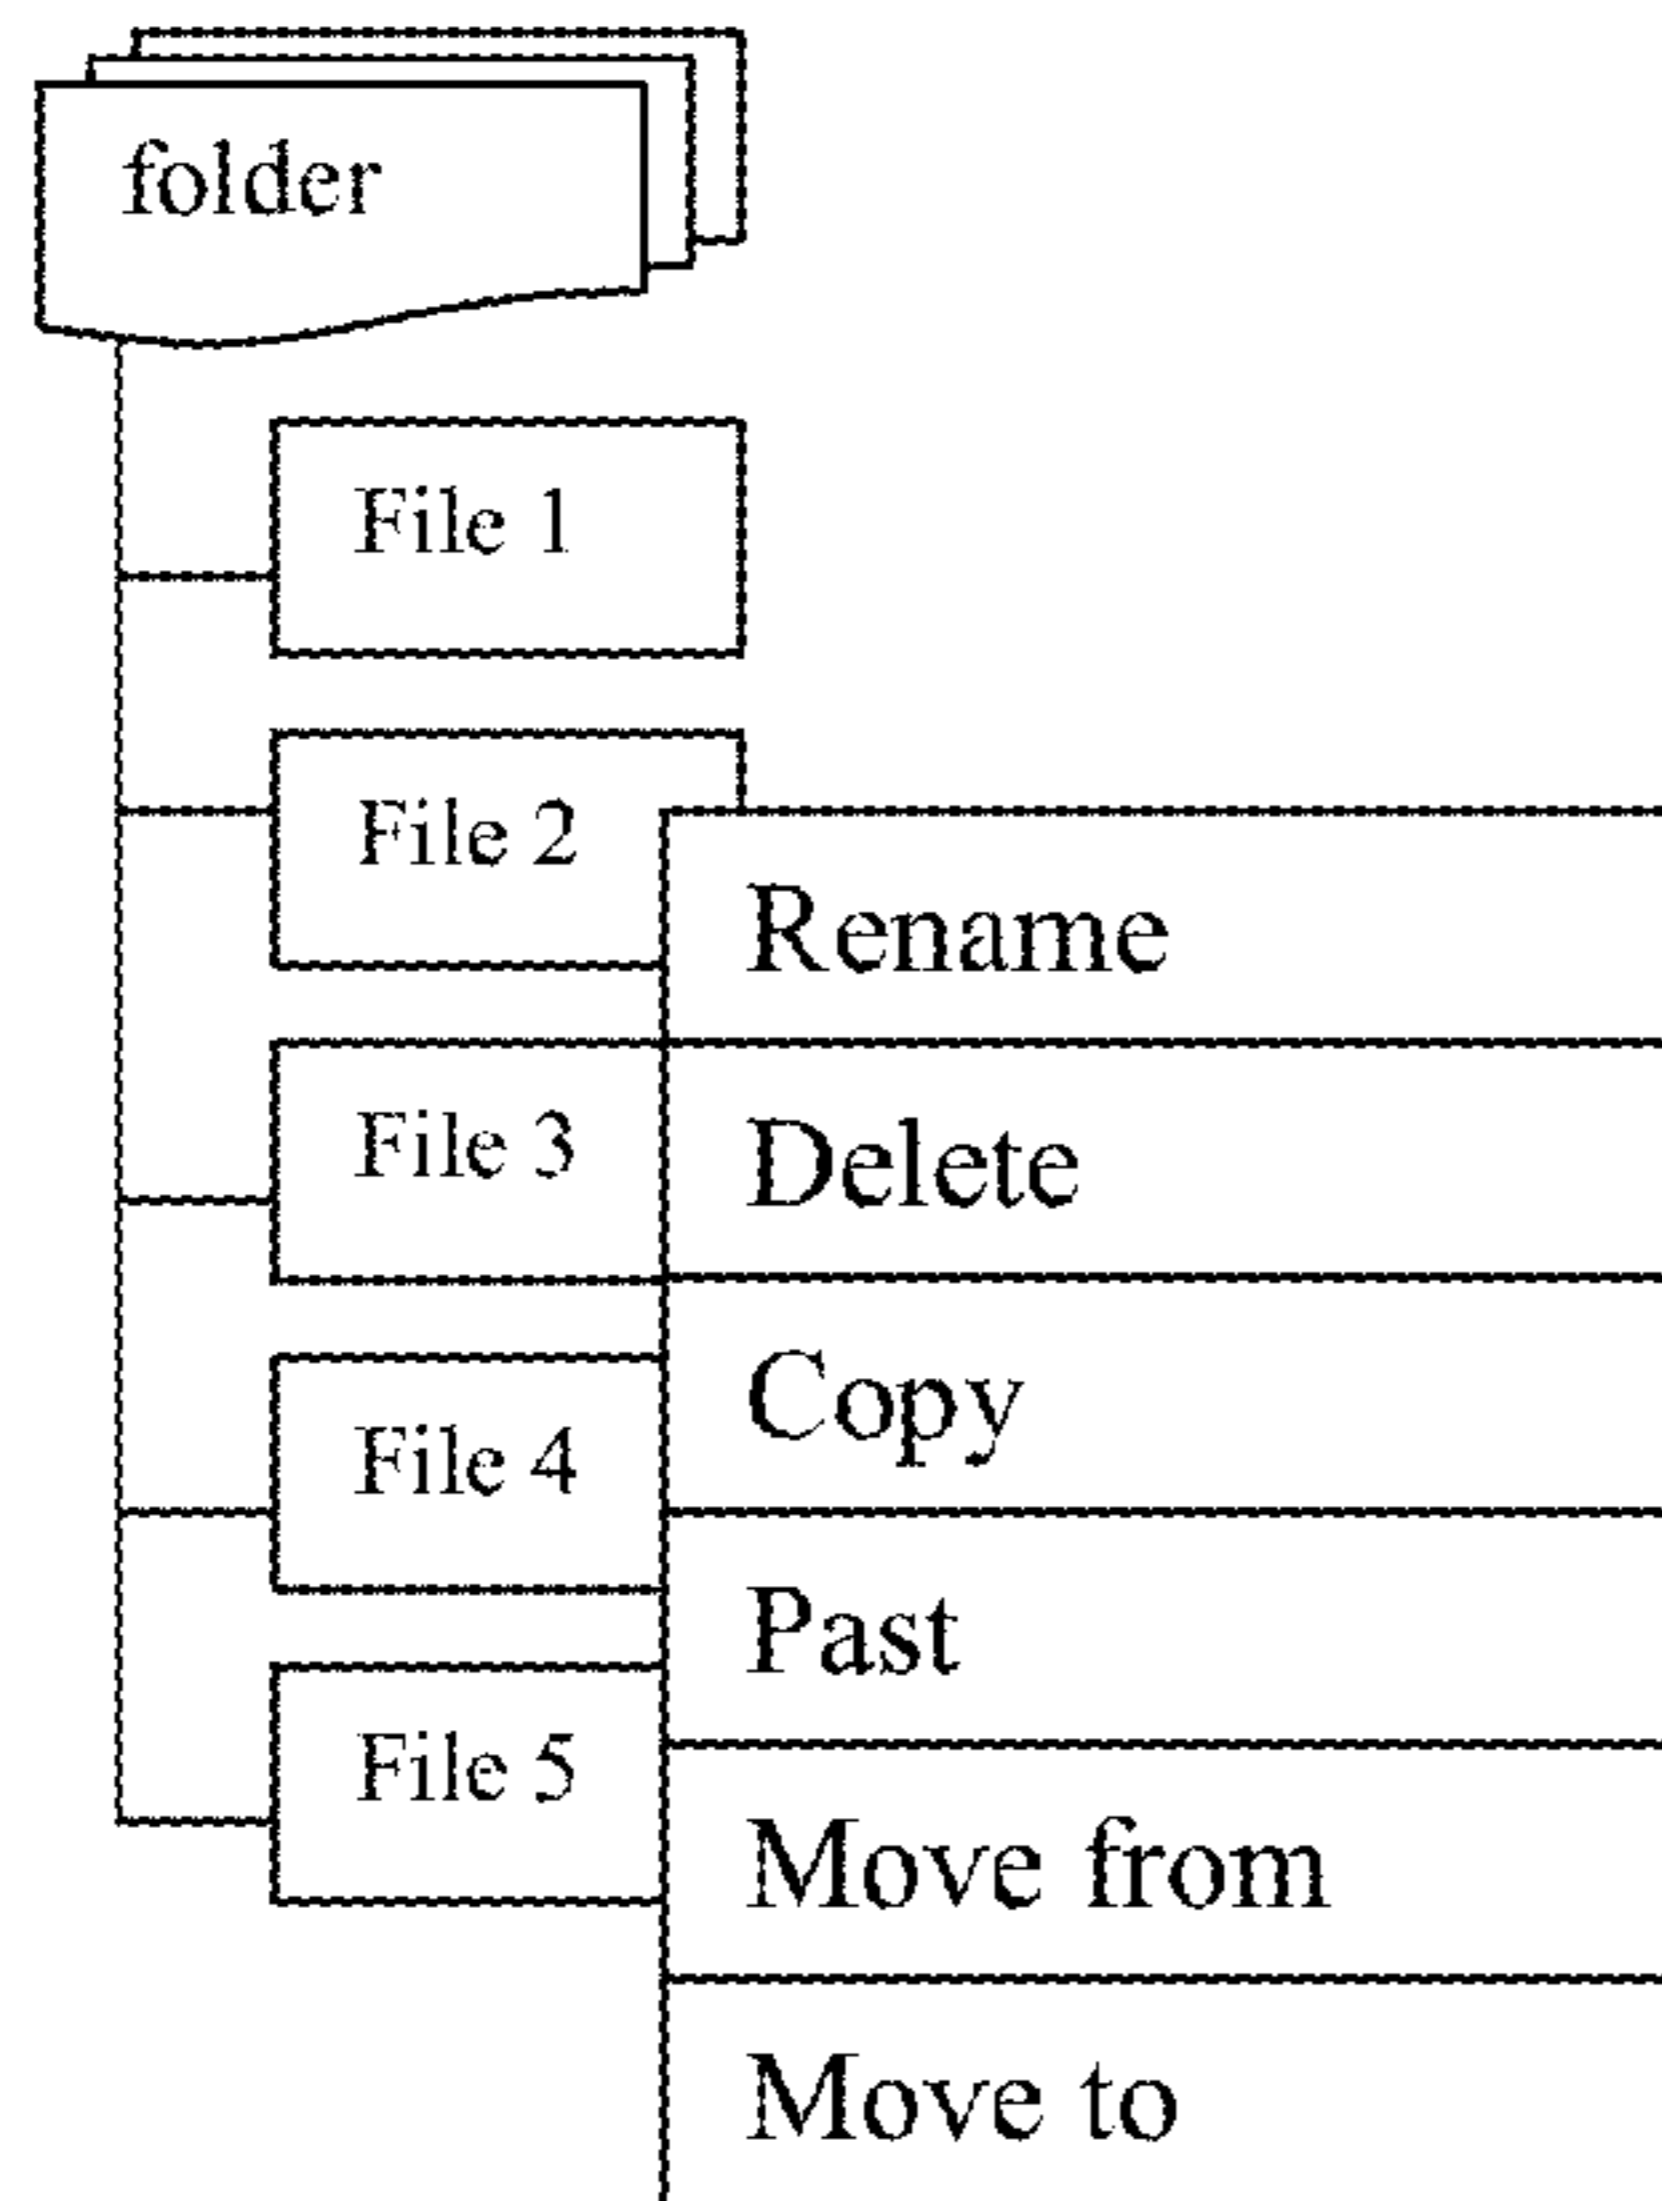 folder
File 1
File 2
Rename
File 3
Delete
Copy
File 4
Past
File 5
Move from
Move to